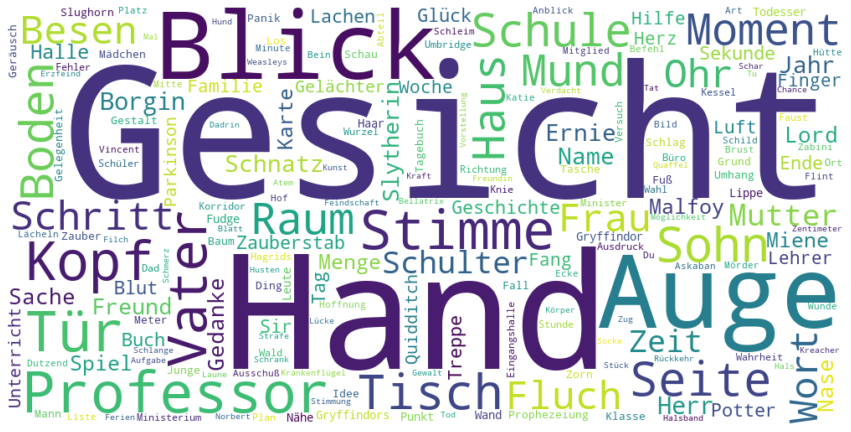 Slughorn Platz Hund Panik Lachen Glück Hilfe Art Todesser
Besen Mal Los Abteil Schau Schleim Herz Anblick Hütte
Geräusch Halle Mädchen Minute Bein Umbridge Schule Mitglied Befehl Moment
Blick Weasleys
Erzfeind Fehler Familie Gelächter Woche Sekunde Schar Jahr
Mitte Mund Ohr Tu Finger
Boden Borgin Karte Haus Katie Verdacht Tat Kessel Chance
Gesicht
Gelegenheit Gestalt Dadrin Haar Slytherin Tagebuch Vorstellung Ernie Versuch Bild Luft Faust Lord
Vincent Wurzel Schlag Schild Zabini
Parkinson Schnatz Richtung Name Büro Brust Ende Ort
Schüler Kunst Kraft Tasche Quaffel Grund Umhang Flint
Atem Knie Freundin Fuß Wahl Lippe
Schritt Korridor Hof Feindschaft Bellatrix Geschichte Minister Malfoy Mutter
Vater Fudge Raum Stimme Frau Möglichkeit Zentimeter
Lächeln Zauber Filch Blatt Gryffindor Sohn Miene
Baum Zauberstab Ausdruck
Kopf Dad Schmerz Hagrids Menge Schulter Fang Du Lehrer
Husten Leute Ecke Askaban Mörder
Sache Blut Gedanke Ding Tag Hoffnung Quidditch Fall Körper Auge Wunde
Hand
Unterricht Tür Freund Meter Lücke Treppe Eingangshalle Stunde Zug
Buch Sir Strafe Socke Zeit Wort
Dutzend Schlange Spiel Wald Zorn Rückkehr Wahrheit Kreacher
Aufgabe Junge Schrank Krankenflügel Gewalt Stück Hals Nase
Professor Laune Ausschuß Idee Tisch Fluch Seite
Mann Liste Ferien Norbert Plan Stimmung Nähe Gryffindors Punkt Wand Prophezeiung Herr Potter
Ministerium Tod Klasse Halsband